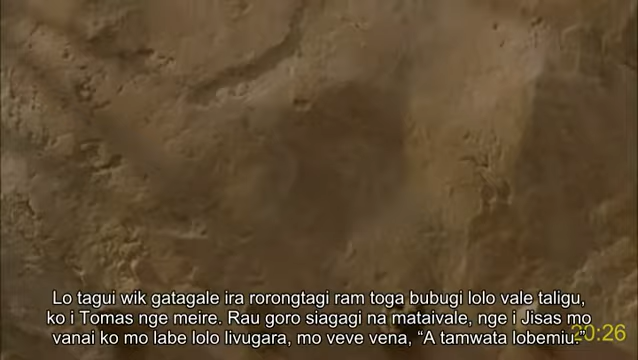 Lo tagui wik gatagale ira rorongtagi ram toga bubugi lolo vale taligu,
ko i Tomas nge meire. Rau goro siagagi na mataivale, nge i Jisas mo
vanai ko mo labe lolo livugara, mo veve vena, “A tamwata lobemiu.”
20:26